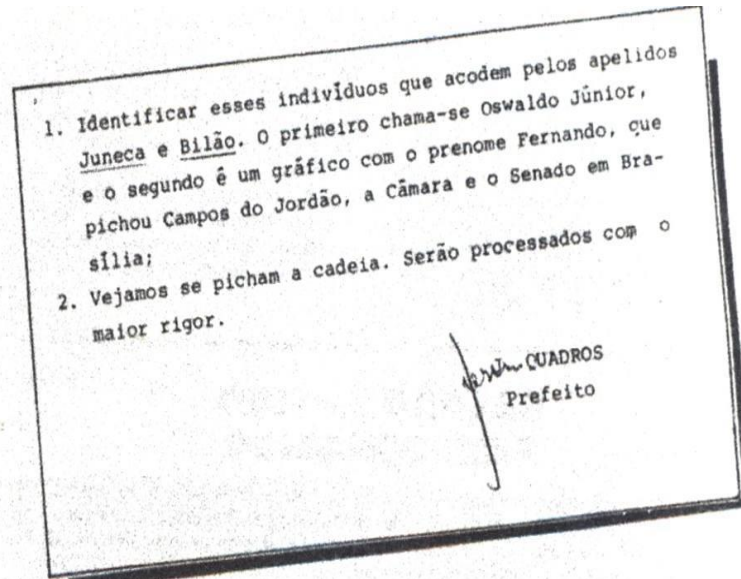 1. Identificar esses indivíduos que acodem pelos apelidos
Juneca e Bilão. O primeiro chama-se Oswaldo Júnior,
e o segundo é um gráfico com o prenome Fernando, que
pichou Campos do Jordão, a Câmara e o Senado em Bra-
sília;
2. Vejamos se picham a cadeia. Serão processados com o
maior rigor.
QUADROS
Prefeito